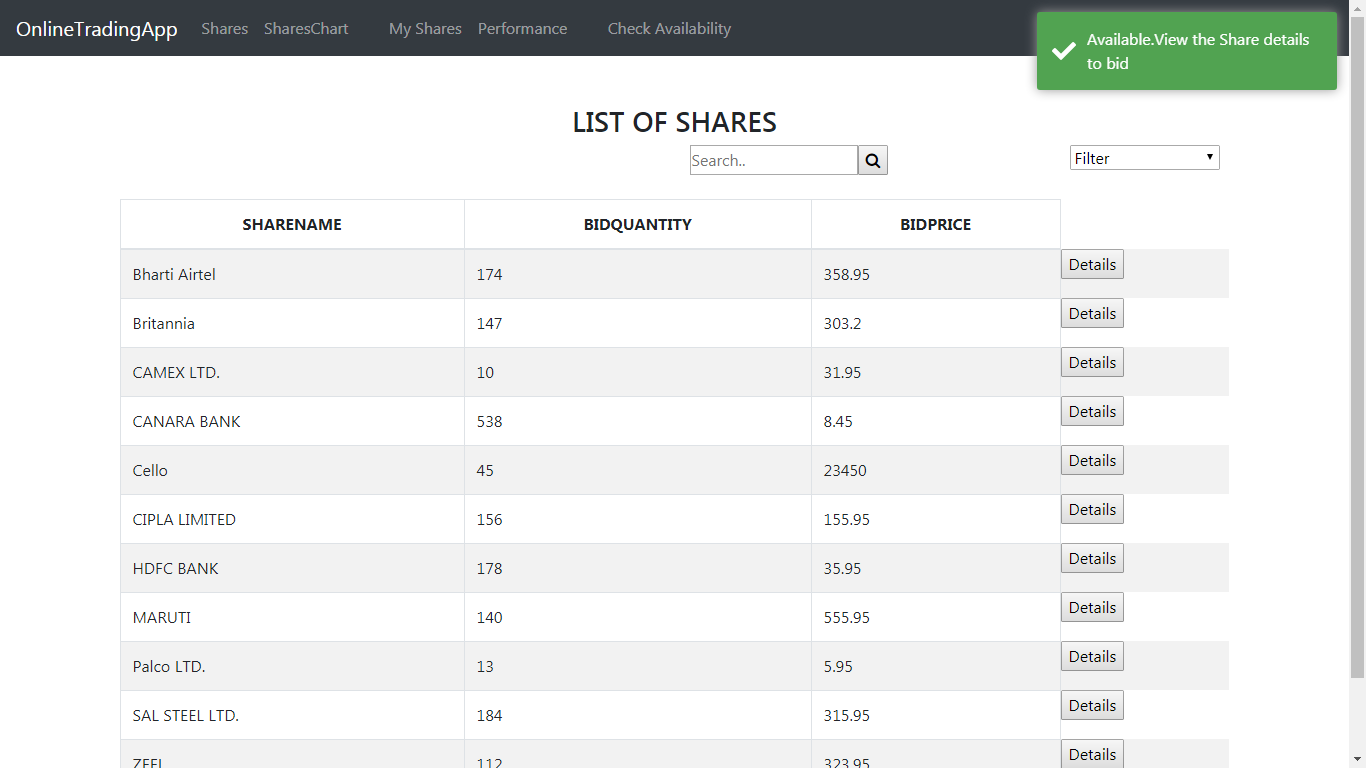 OnlineTradingApp Shares SharesChart My Shares Performance Check Availability
Available.View the Share details
to bid
LIST OF SHARES
Search..
Filter
SHARENAME BIDQUANTITY BIDPRICE
Bharti Airtel 174 358.95 Details
Britannia 147 303.2 Details
CAMEX LTD. 10 31.95 Details
CANARA BANK 538 8.45 Details
Cello 45 23450 Details
CIPLA LIMITED 156 155.95 Details
HDFC BANK 178 35.95 Details
MARUTI 140 555.95 Details
Palco LTD. 13 5.95 Details
SAL STEEL LTD. 184 315.95 Details
ZEEL 112 323.95 Details